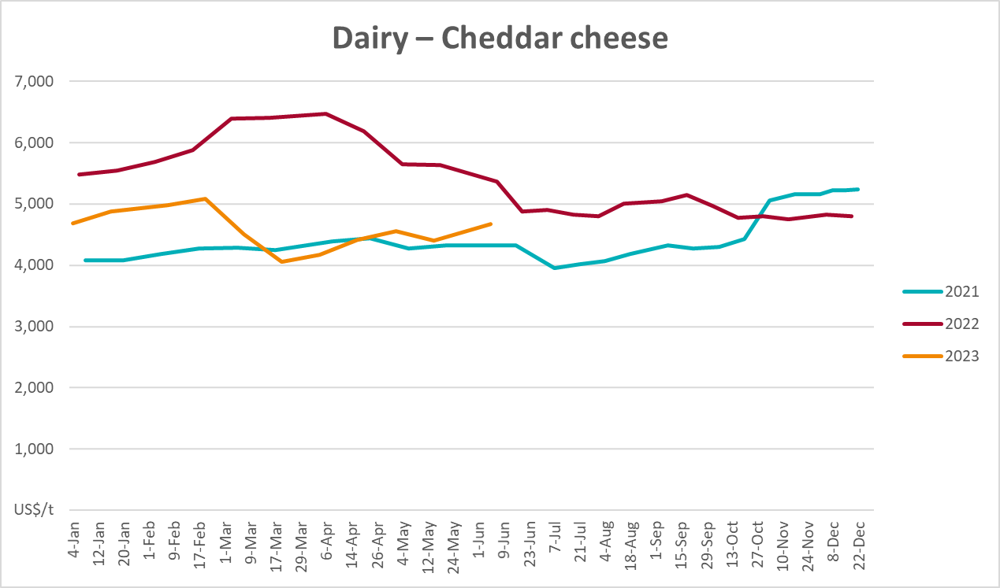 Dairy – Cheddar cheese
7,000
6,000
5,000
4,000
3,000
2,000
1,000
US$/t
4-Jan
12-Jan
20-Jan
1-Feb
9-Feb
17-Feb
1-Mar
9-Mar
17-Mar
29-Mar
6-Apr
14-Apr
26-Apr
4-May
12-May
24-May
1-Jun
9-Jun
23-Jun
7-Jul
21-Jul
4-Aug
18-Aug
1-Sep
15-Sep
29-Sep
13-Oct
27-Oct
10-Nov
24-Nov
8-Dec
22-Dec
2021
2022
2023